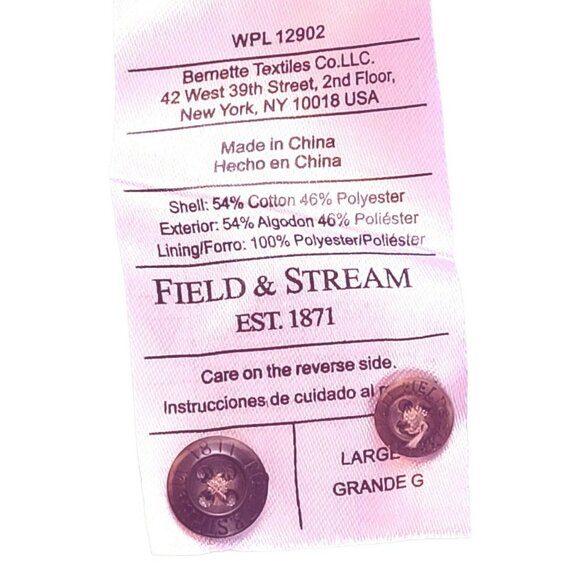 WPL 12902
Bernette Textiles Co.LLC.
42 West 39th Street, 2nd Floor,
New York, NY 10018 USA
Made in China
Hecho en China
Shell: 54% Cotton 46% Polyester
Exterior: 54% Algodon 46% Poliéster
Lining/Forro: 100% Polyester/Poliéster
FIELD & STREAM
EST. 1871
Care on the reverse side.
Instrucciones de cuidado al
LARGE
GRANDE G